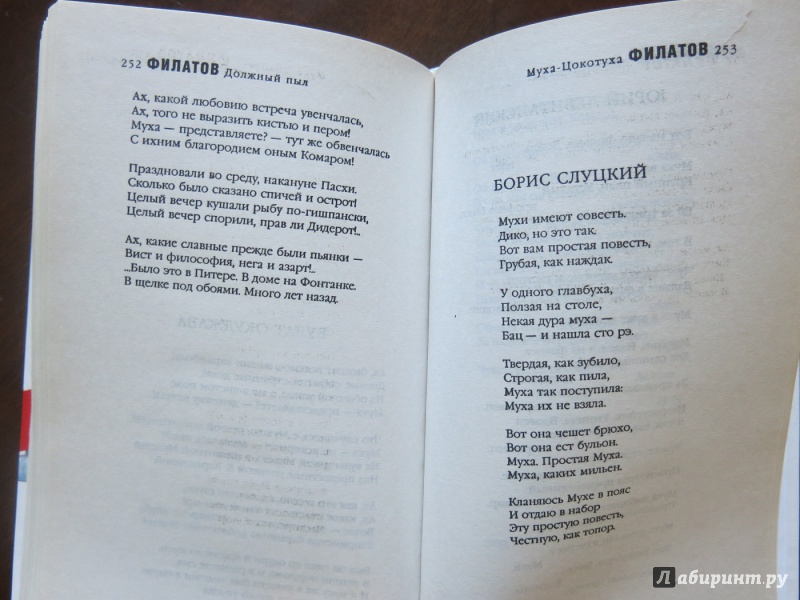 252 ФИЛАТОВ Должный пыл
Ах, какой любовию встреча увенчалась,
Ах, того не выразить кистью и пером!
Муха — представляете? — тут же обвенчалась
С ихним благородием оным Комаром!
Праздновали во среду, накануне Пасхи.
Сколько было сказано спичей и острот!
Целый вечер кушали рыбу по-гишпански,
Целый вечер спорили, прав ли Дидерот!..
Ах, какие славные прежде были пьянки —
Вист и философия, нега и азарт!..
...Было это в Питере. В доме на Фонтанке.
В щелке под обоями. Много лет назад.
Муха-Цокотуха ФИЛАТОВ 253
БОРИС СЛУЦКИЙ
Мухи имеют совесть.
Дико, но это так.
Вот вам простая повесть,
Грубая, как наждак.
У одного главбуха,
Ползая на столе,
Некая дура муха —
Бац — и нашла сто рэ.
Твердая, как зубило,
Строгая, как пила,
Муха так поступила:
Муха их не взяла.
Вот она чешет брюхо,
Вот она ест бульон.
Муха. Простая Муха.
Муха, каких мильен.
Кланяюсь Мухе в пояс
И отдаю в набор
Эту простую повесть,
Честную, как топор.
Лабиринт.ру